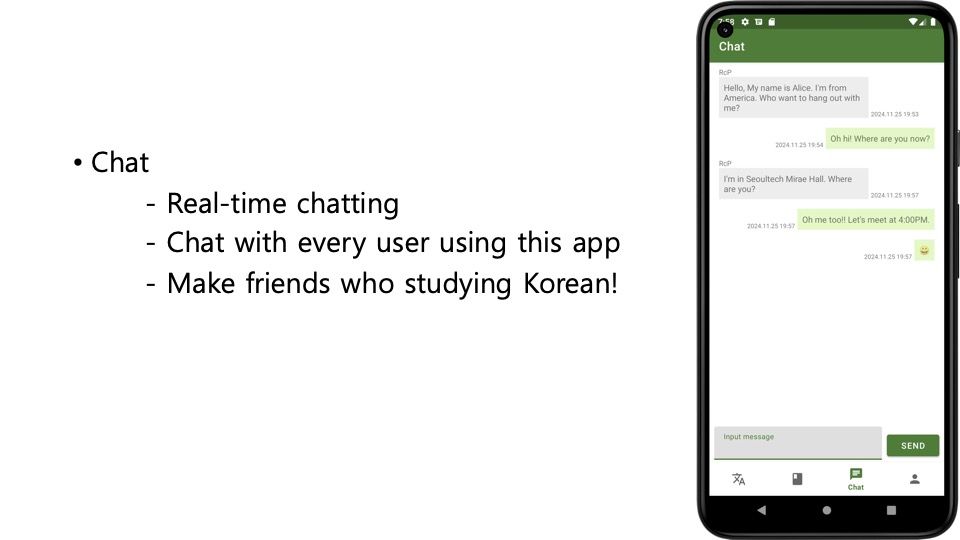 • Chat
- Real-time chatting
- Chat with every user using this app
- Make friends who studying Korean!
7:58
Chat
RcP
Hello, My name is Alice. I'm from
America. Who want to hang out with
me?
2024.11.25 19:53
Oh hi! Where are you now?
2024.11.25 19:54
RcP
I'm in Seoultech Mirae Hall. Where
are you?
2024.11.25 19:57
Oh me too!! Let's meet at 4:00PM.
2024.11.25 19:57
😀
2024.11.25 19:57
Input message
SEND
Chat